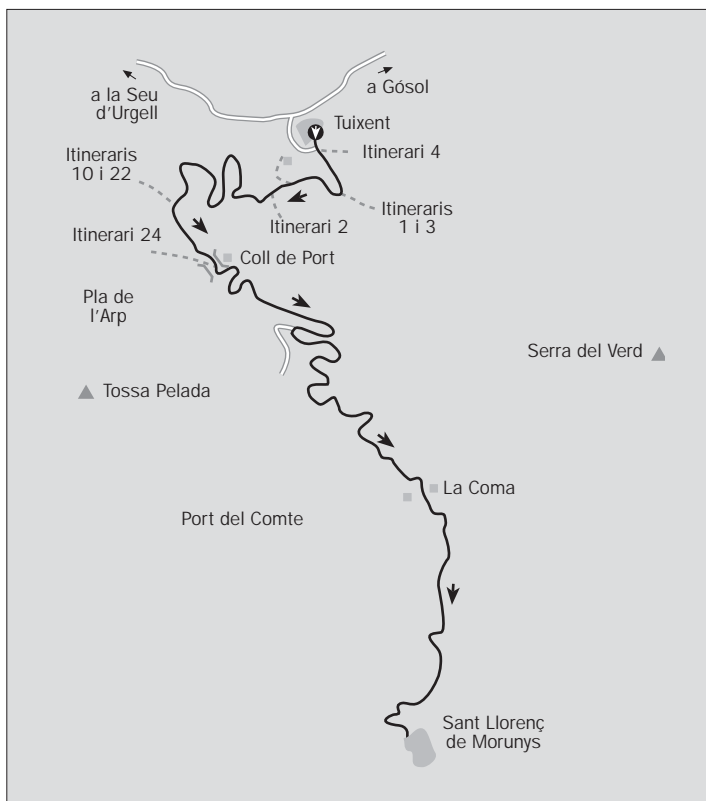 a la Seu
d'Urgell
a Gósol
Tuixent
Itinerari 4
Itineraris
10 i 22
Itinerari 2
Itineraris
1 i 3
Itinerari 24
Coll de Port
Pla de
l'Arp
Serra del Verd
Tossa Pelada
La Coma
Port del Comte
Sant Llorenç
de Morunys